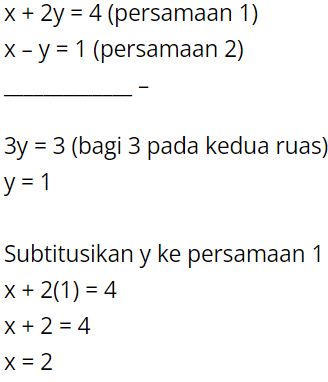 x + 2y = 4 (persamaan 1)
x – y = 1 (persamaan 2)
_____________ –
3y = 3 (bagi 3 pada kedua ruas)
y = 1
Subtitusikan y ke persamaan 1
x + 2(1) = 4
x + 2 = 4
x = 2